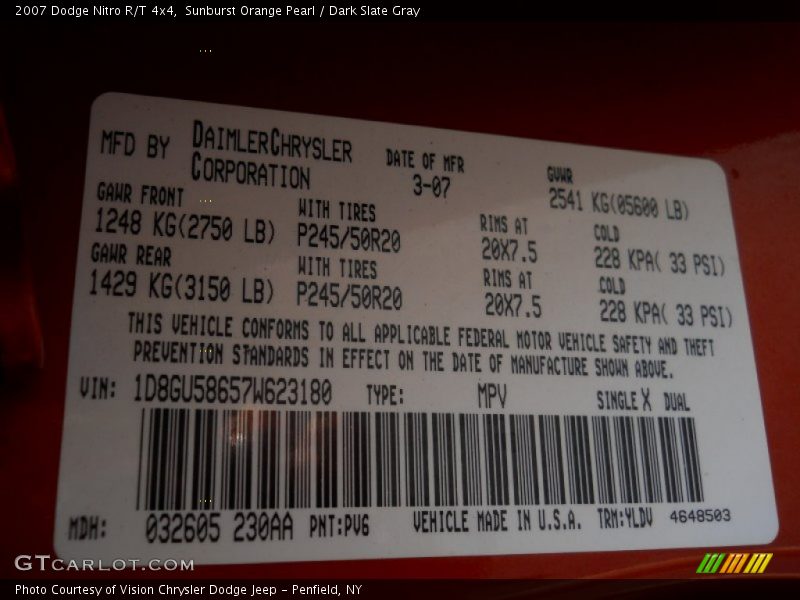 2007 Dodge Nitro R/T 4x4,  Sunburst Orange Pearl / Dark Slate Gray
MFD BY DAIMLERCHRYSLER CORPORATION
DATE OF MFR
3-07
GVWR
2541 KG(05600 LB)
GAWR FRONT
1248 KG(2750 LB)
WITH TIRES
P245/50R20
RIMS AT
20X7.5
COLD
228 KPA( 33 PSI)
GAWR REAR
1429 KG(3150 LB)
WITH TIRES
P245/50R20
RIMS AT
20X7.5
COLD
228 KPA( 33 PSI)
THIS VEHICLE CONFORMS TO ALL APPLICABLE FEDERAL MOTOR VEHICLE SAFETY AND THEFT
PREVENTION STANDARDS IN EFFECT ON THE DATE OF MANUFACTURE SHOWN ABOVE.
VIN: 1D8GU58657W623180 TYPE: MPV SINGLE X DUAL
MDH: 032605 230AA PNT:PV6 VEHICLE MADE IN U.S.A. TRM:YLDV 4648503
GTCARLOT.COM
Photo Courtesy of Vision Chrysler Dodge Jeep – Penfield, NY